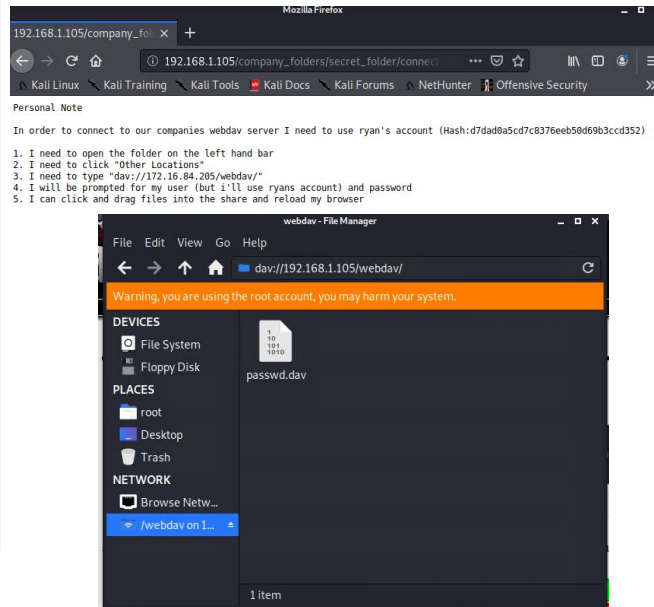 Mozilla Firefox
192.168.1.105/company_fol
192.168.1.105/company_folders/secret_folder/connect
Kali Linux Kali Training Kali Tools Kali Docs Kali Forums NetHunter Offensive Security
Personal Note
In order to connect to our companies webdav server I need to use ryan's account (Hash:d7dad0a5cd7c8376eeb50d69b3ccd352)
1. I need to open the folder on the left hand bar
2. I need to click "Other Locations"
3. I need to type "dav://172.16.84.205/webdav/"
4. I will be prompted for my user (but i'll use ryans account) and password
5. I can click and drag files into the share and reload my browser
webdav - File Manager
File Edit View Go Help
dav://192.168.1.105/webdav/
Warning, you are using the root account, you may harm your system.
DEVICES
File System
Floppy Disk
PLACES
root
Desktop
Trash
NETWORK
Browse Netw...
/webdav on 1...
1
10
101
1010
passwd.dav
1 item